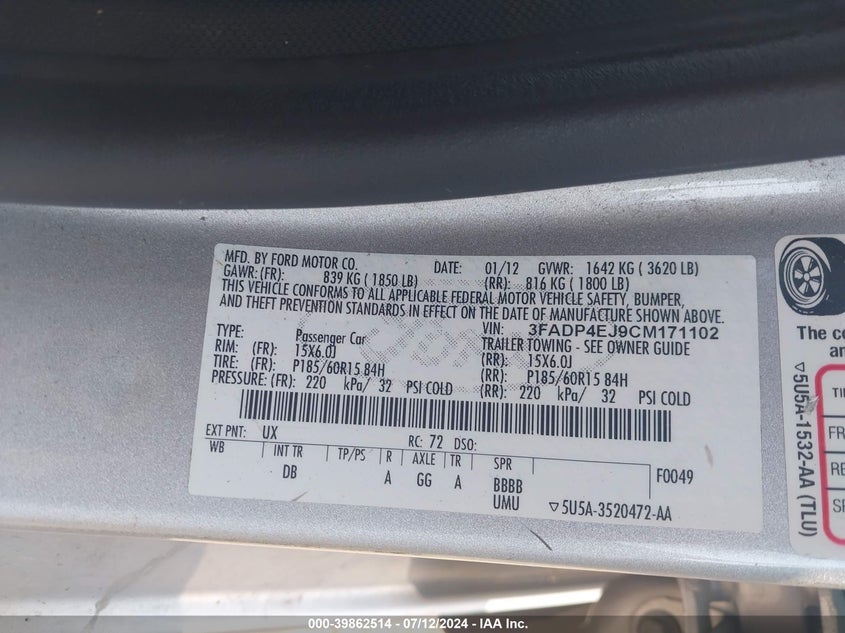 MFD. BY FORD MOTOR CO. DATE: 01/12 GVWR: 1642 KG ( 3620 LB)
GAWR: (FR): 839 KG ( 1850 LB) (RR): 816 KG ( 1800 LB)
THIS VEHICLE CONFORMS TO ALL APPLICABLE FEDERAL MOTOR VEHICLE SAFETY, BUMPER,
AND THEFT PREVENTION STANDARDS IN EFFECT ON THE DATE OF MANUFACTURE SHOWN ABOVE.
VIN: 3FADP4EJ9CM171102
TYPE: Passenger Car TRAILER TOWING - SEE OWNER GUIDE
RIM: (FR): 15X6.0J (RR): 15X6.0J
TIRE: (FR): P185/60R15 84H (RR): P185/60R15 84H
PRESSURE: (FR): 220 kPa/ 32 PSI COLD (RR): 220 kPa/ 32 PSI COLD
EXT PNT: UX RC: 72 DSO:
WB INT TR TP/PS R AXLE TR SPR F0049
DB A GG A BBBB
UMU ▽5U5A-3520472-AA
The co
an
TI
FR
RE
SP
▽5U5A-1532-AA (TLU)
000-39862514 - 07/12/2024 - IAA Inc.